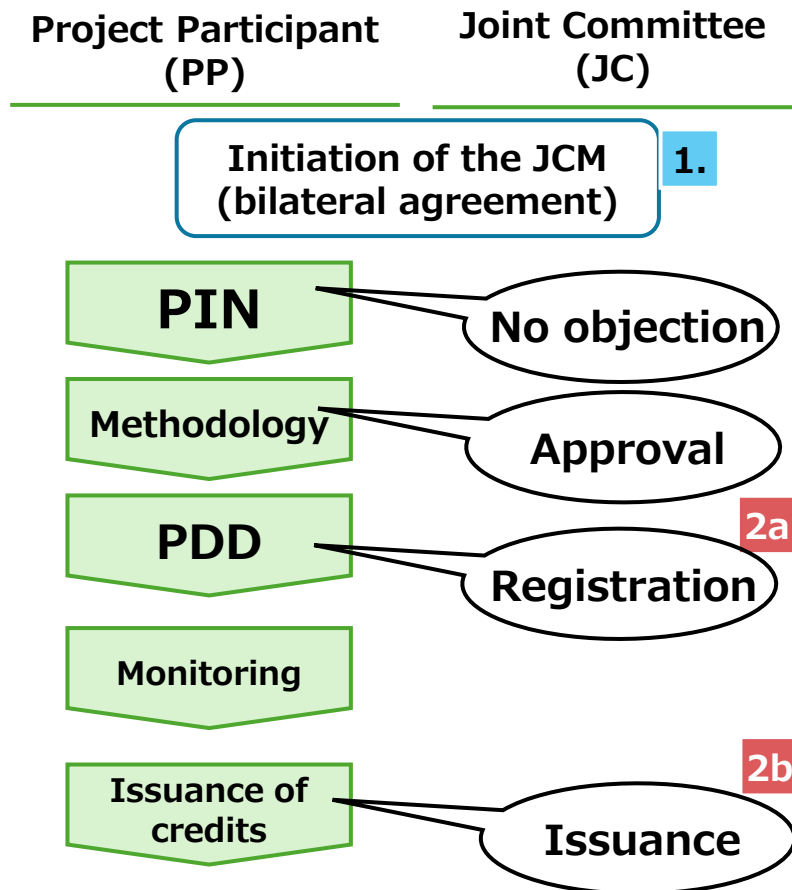 Project Participant
(PP)
Joint Committee
(JC)
Initiation of the JCM
(bilateral agreement)
1.
PIN
No objection
Methodology
Approval
2a
PDD
Registration
Monitoring
2b
Issuance of
credits
Issuance